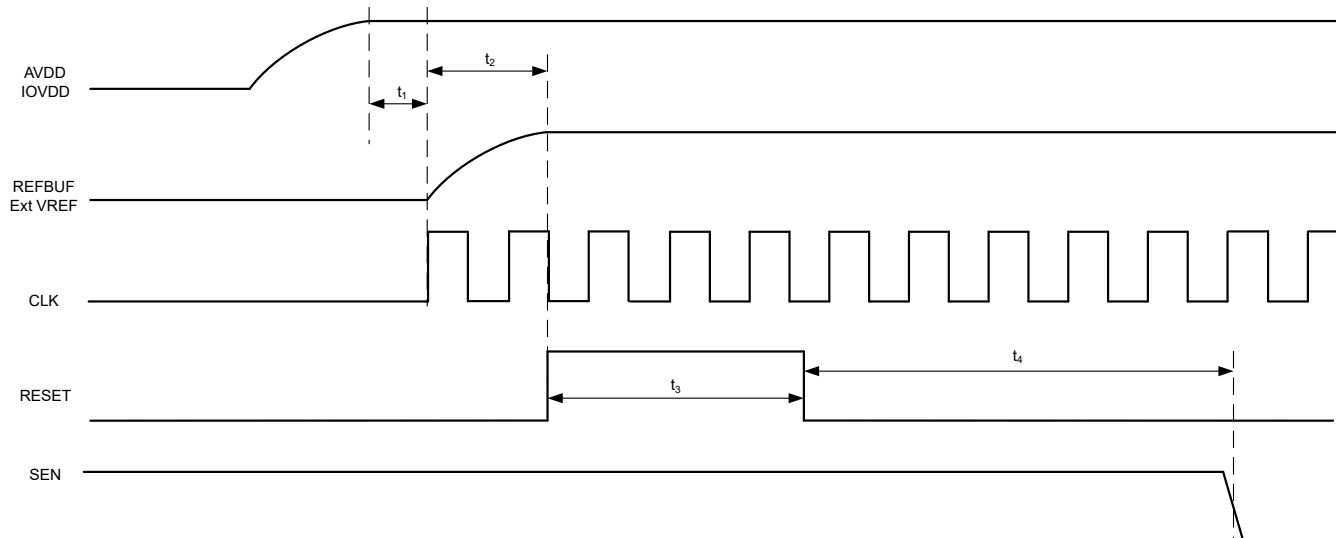 AVDD
IOVDD
t₁
t₂
REFBUF
Ext VREF
CLK
RESET
t₃
t₄
SEN